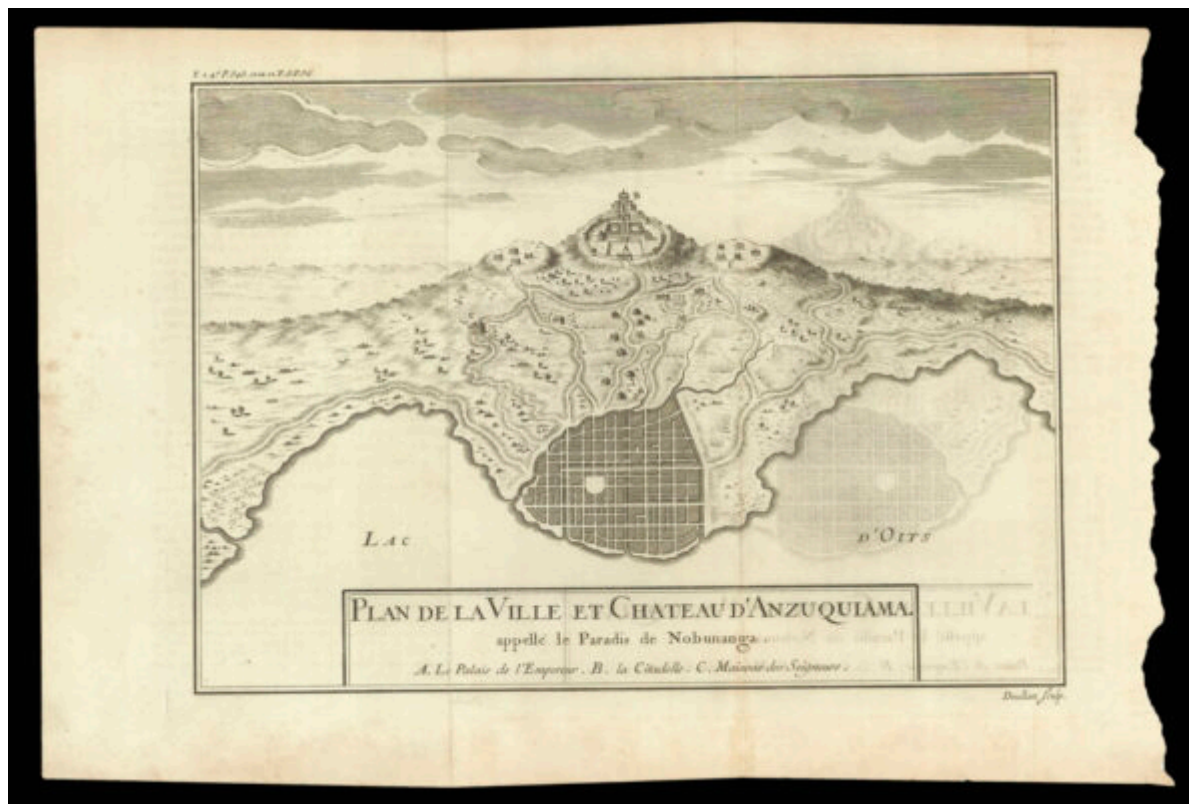 LAC
D'OITS
PLAN DE LA VILLE ET CHATEAU D'ANZUQUIAMA.
appellé le Paradis de Nobunanga
A. Le Palais de l'Empereur. B. la Citadelle. C. Maisons des Seigneurs.
Sculp.